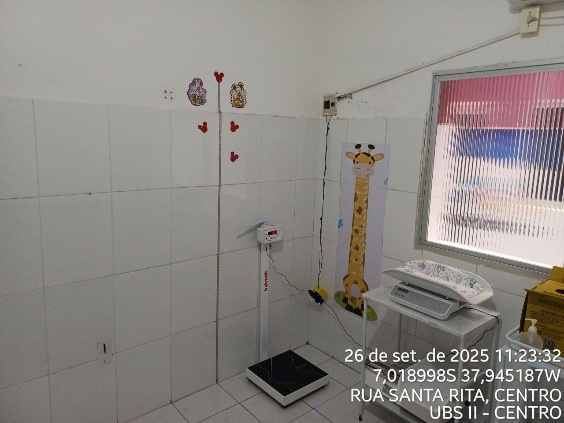 26 de set. de 2025 11:23:32
7,018998S 37,945187W
RUA SANTA RITA, CENTRO
UBS II - CENTRO